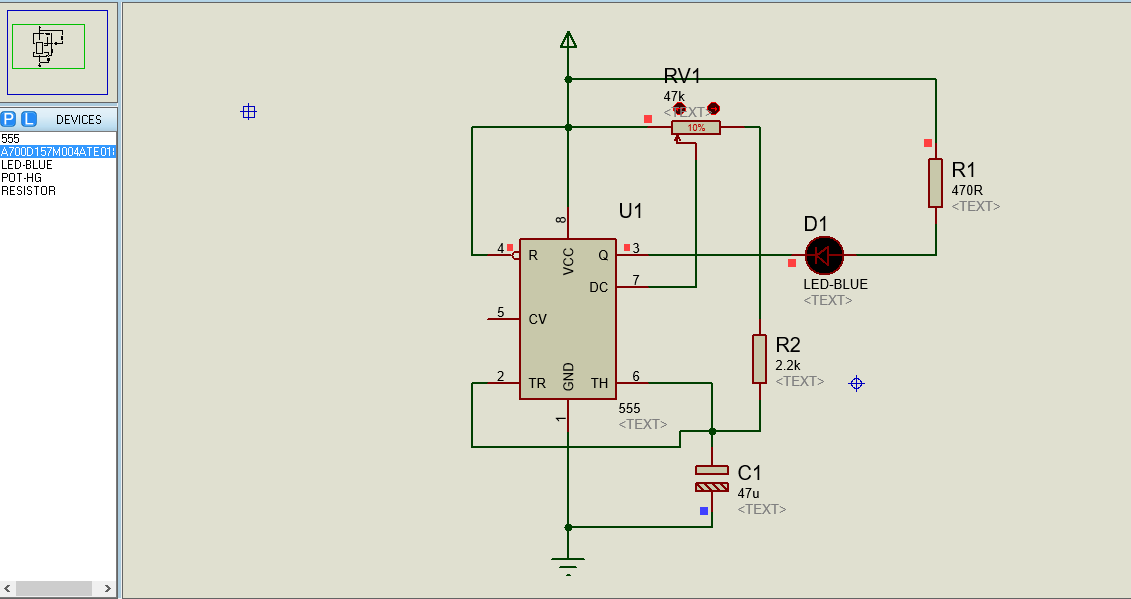 P L DEVICES
555
A700D157M004ATE018
LED-BLUE
POT-HG
RESISTOR
RV1
47k
<TEXT>
10%
R1
470R
<TEXT>
U1
D1
LED-BLUE
<TEXT>
8
4 R VCC Q 3
DC 7
5 CV
2 TR GND TH 6
1
555
<TEXT>
R2
2.2k
<TEXT>
C1
47u
<TEXT>